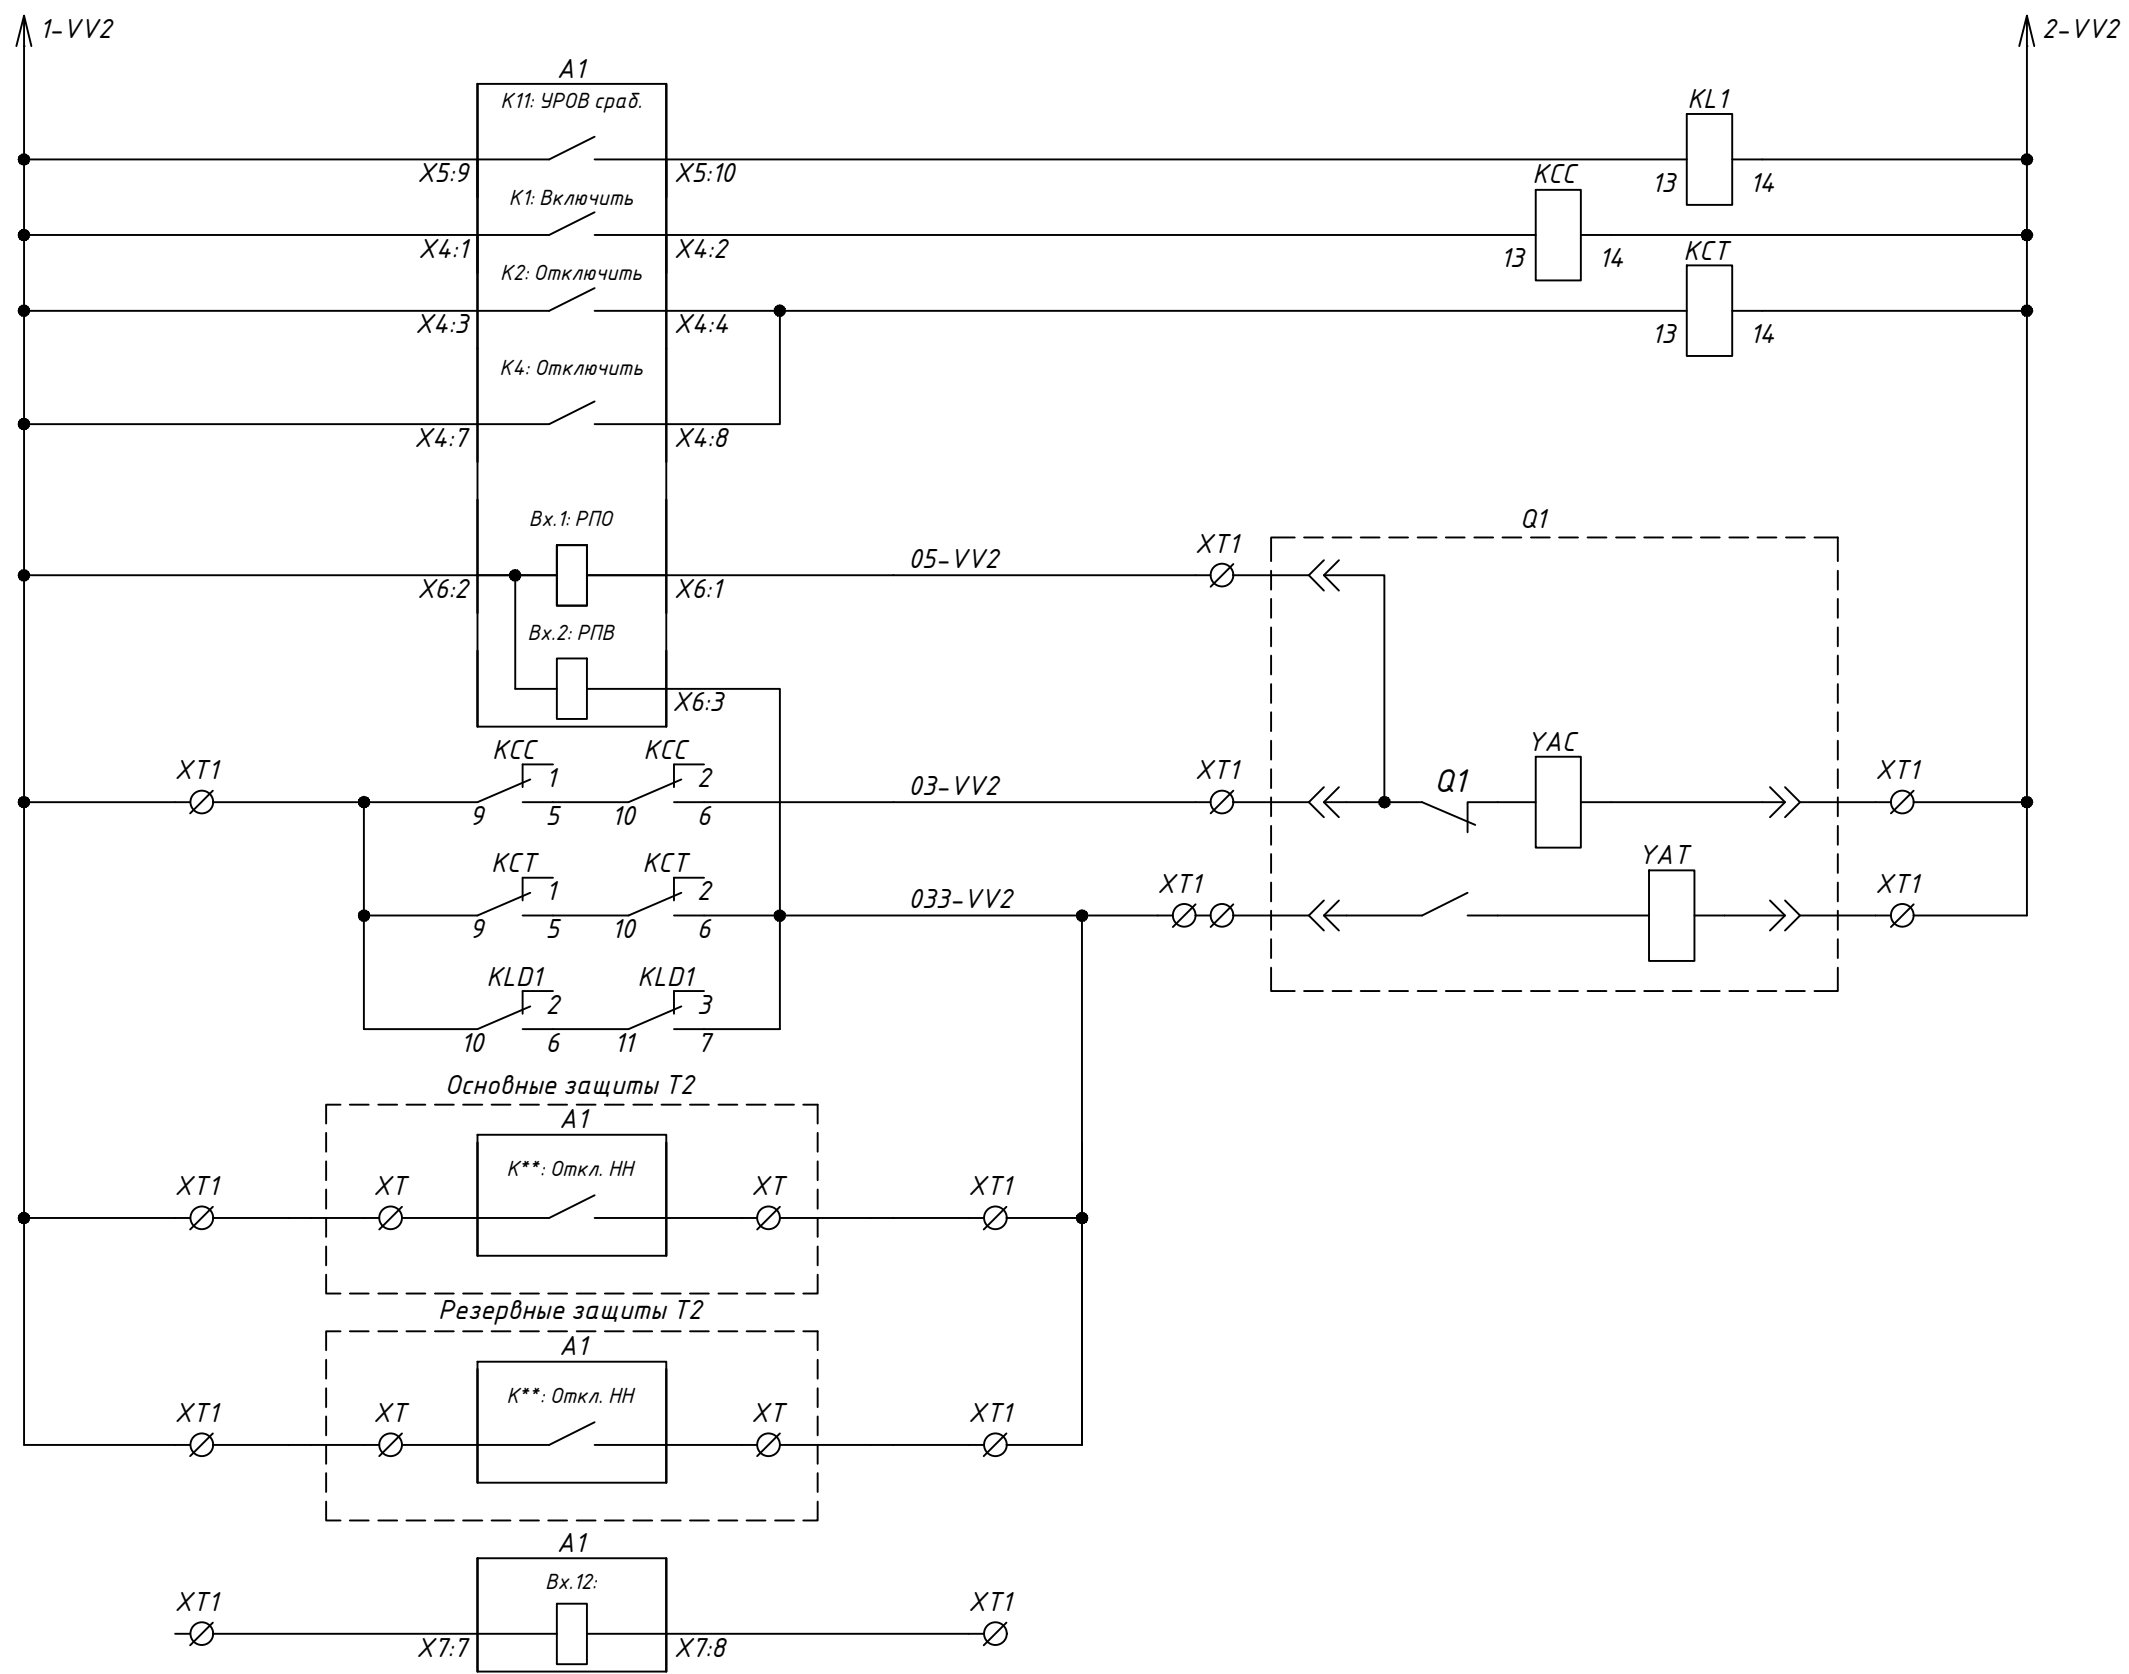 1-VV2
2-VV2
A1
K11: УРОВ сраб.
KL1
X5:9
X5:10
13
14
KCC
K1: Включить
X4:1
X4:2
13
14
KCT
K2: Отключить
X4:3
X4:4
13
14
K4: Отключить
X4:7
X4:8
Q1
Вх.1: РПО
05-VV2
XT1
X6:2
X6:1
Вх.2: РПВ
X6:3
XT1
KCC
1
KCC
2
03-VV2
XT1
Q1
YAC
XT1
9
5
10
6
KCT
1
KCT
2
033-VV2
XT1
YAT
XT1
9
5
10
6
KLD1
2
KLD1
3
10
6
11
7
Основные защиты Т2
A1
K**: Откл. НН
XT1
XT
XT
XT1
Резервные защиты Т2
A1
K**: Откл. НН
XT1
XT
XT
XT1
A1
Вх.12:
XT1
XT1
X7:7
X7:8